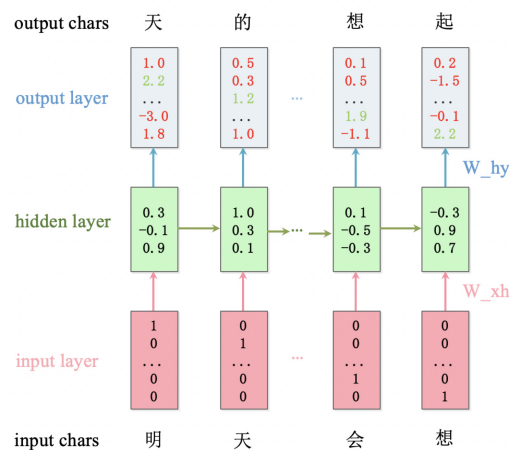 output chars 天 的 想 起
output layer
1.0 0.5 0.1 0.2
2.2 0.3 0.5 -1.5
... 1.2 ... ... ...
-3.0 ... 1.9 -0.1
1.8 1.0 -1.1 2.2
W_hy
hidden layer
0.3 1.0 0.1 -0.3
-0.1 0.3 ... -0.5 0.9
0.9 0.1 -0.3 0.7
W_xh
input layer
1 0 0 0
0 1 0 0
... ... ... ... ...
0 0 1 0
0 0 0 1
input chars 明 天 会 想